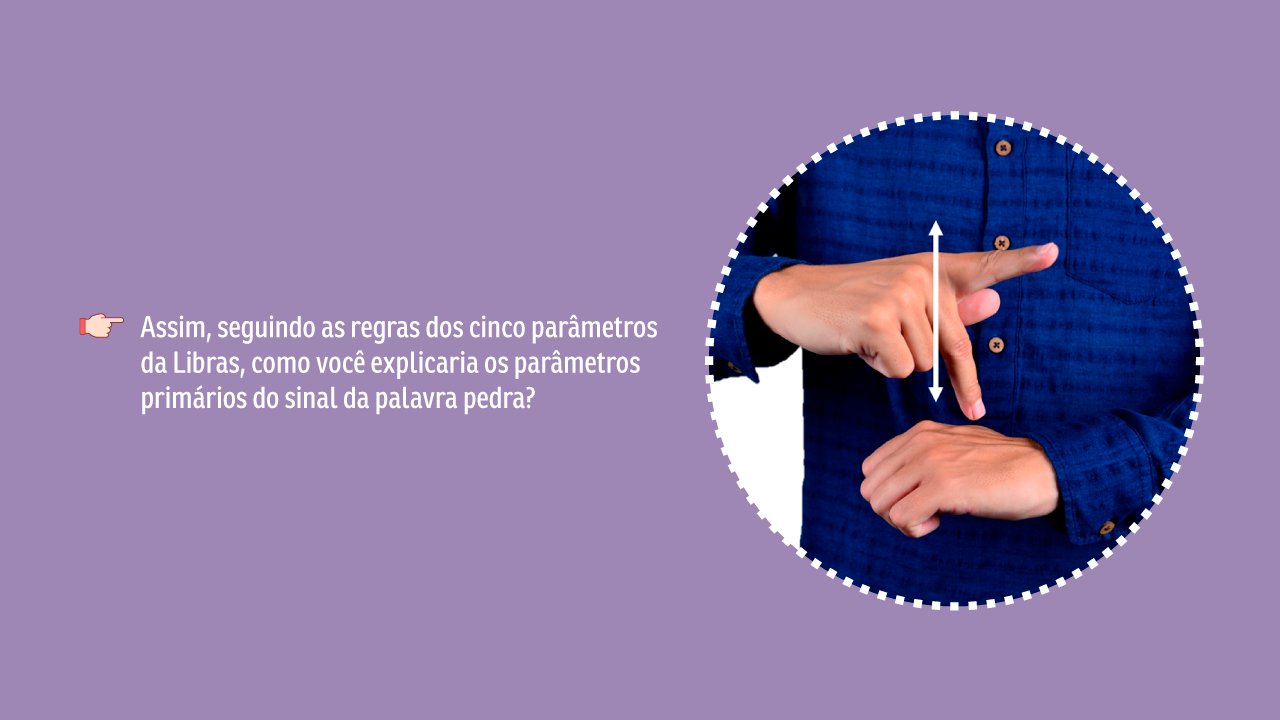 Assim, seguindo as regras dos cinco parâmetros
da Libras, como você explicaria os parâmetros
primários do sinal da palavra pedra?